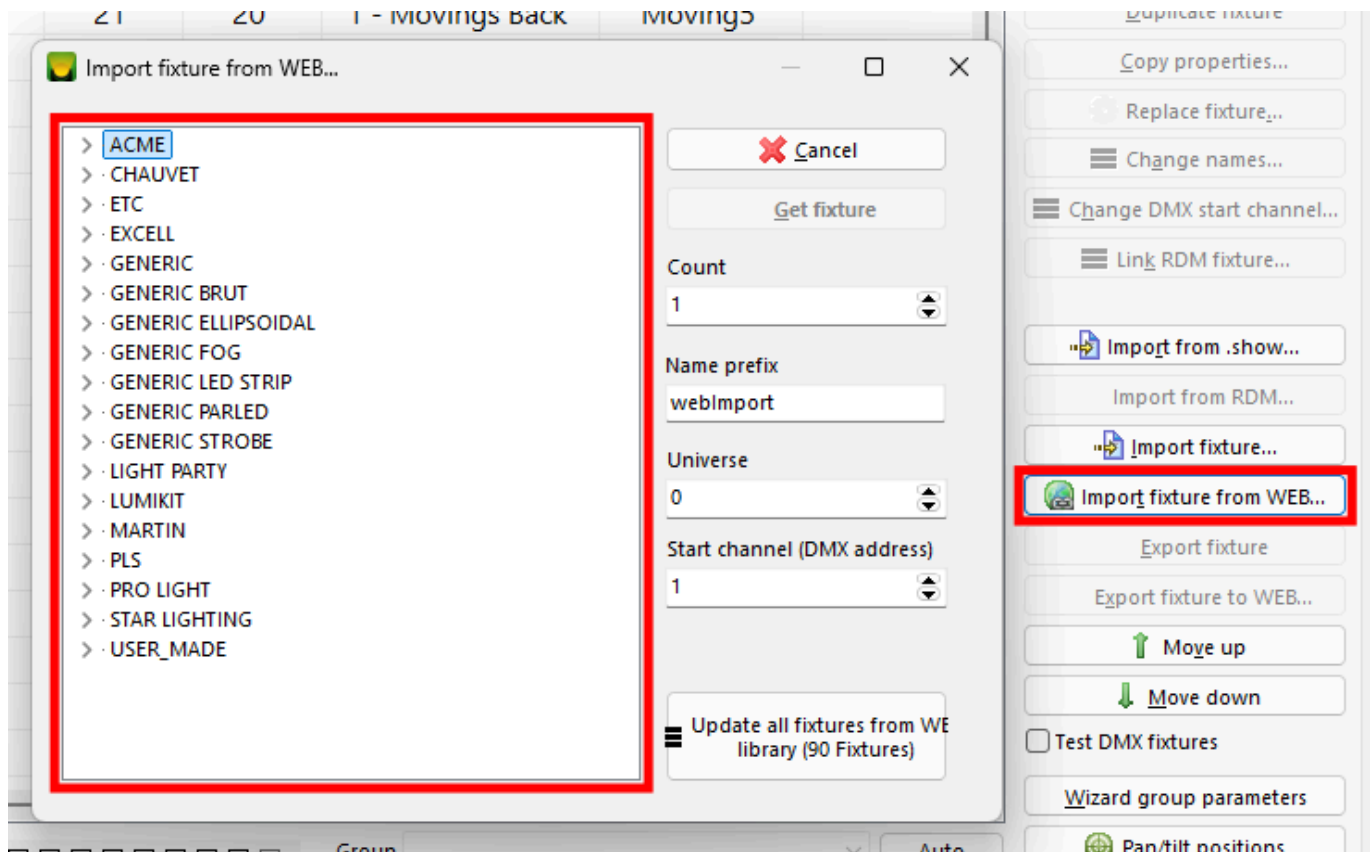 21 20 1 - Movings Back Moving5
Duplicate fixture
Import fixture from WEB...
Copy properties...
Replace fixture...
Change names...
Change DMX start channel...
Link RDM fixture...
Import from .show...
Import from RDM...
Import fixture...
Import fixture from WEB...
Export fixture
Export fixture to WEB...
Move up
Move down
Test DMX fixtures
Wizard group parameters
Pan/tilt positions
ACME
CHAUVET
ETC
EXCELL
GENERIC
GENERIC BRUT
GENERIC ELLIPSOIDAL
GENERIC FOG
GENERIC LED STRIP
GENERIC PARLED
GENERIC STROBE
LIGHT PARTY
LUMIKIT
MARTIN
PLS
PRO LIGHT
STAR LIGHTING
USER_MADE
Cancel
Get fixture
Count
1
Name prefix
webImport
Universe
0
Start channel (DMX address)
1
Update all fixtures from WE
library (90 Fixtures)
Group
Auto